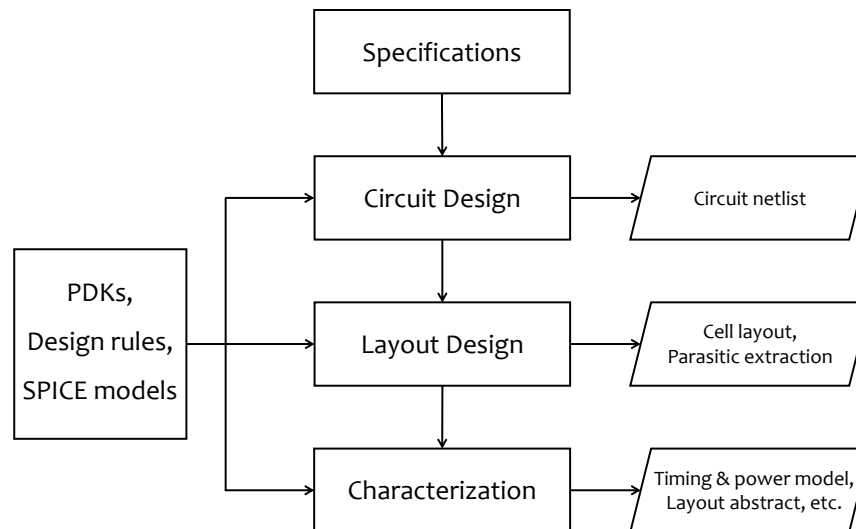 Specifications
Circuit Design
Circuit netlist
PDKs,
Design rules,
SPICE models
Layout Design
Cell layout,
Parasitic extraction
Characterization
Timing & power model,
Layout abstract, etc.